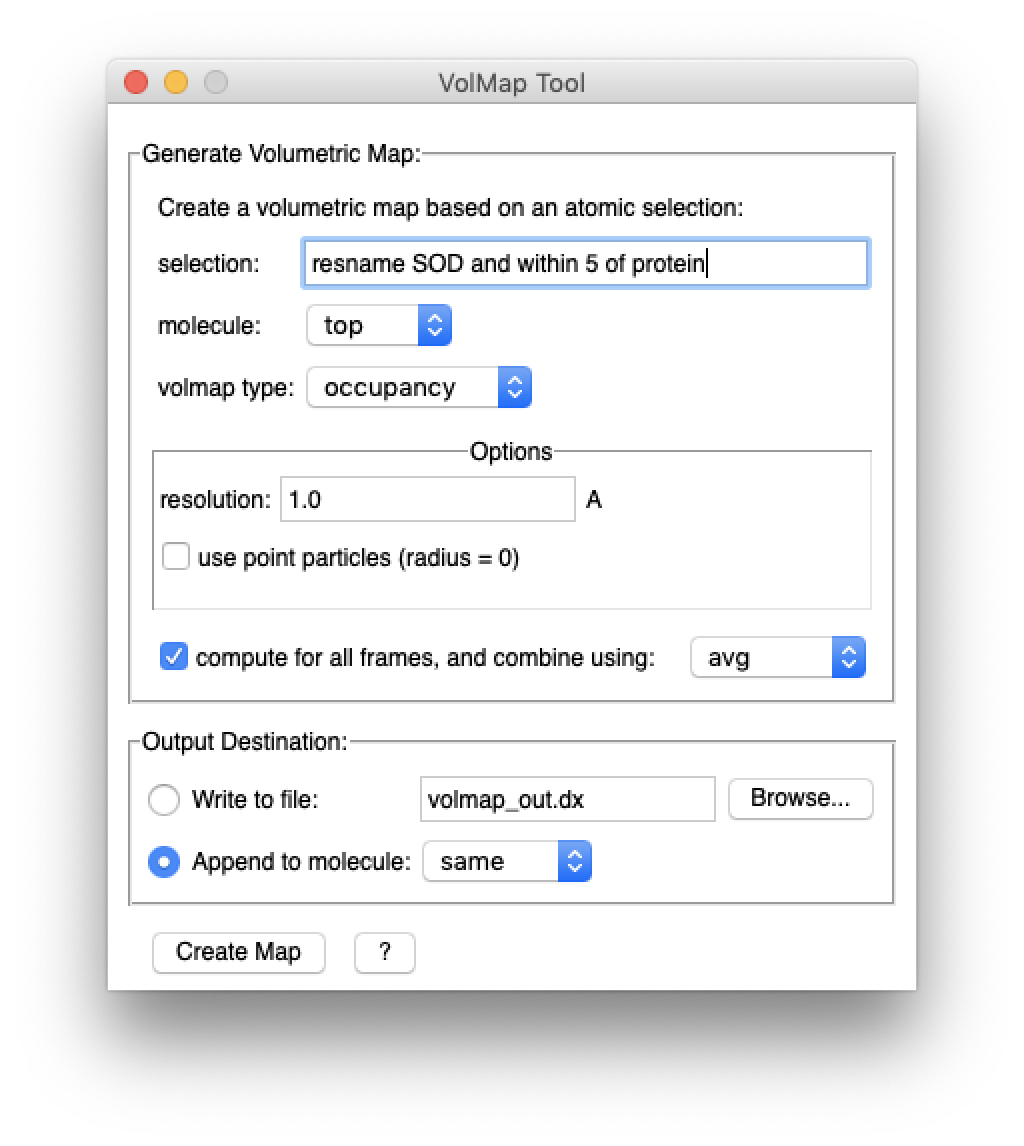 VolMap Tool
Generate Volumetric Map:
Create a volumetric map based on an atomic selection:
selection: resname SOD and within 5 of protein
molecule: top
volmap type: occupancy
Options
resolution: 1.0 A
use point particles (radius = 0)
compute for all frames, and combine using: avg
Output Destination:
Write to file: volmap_out.dx Browse...
Append to molecule: same
Create Map ?